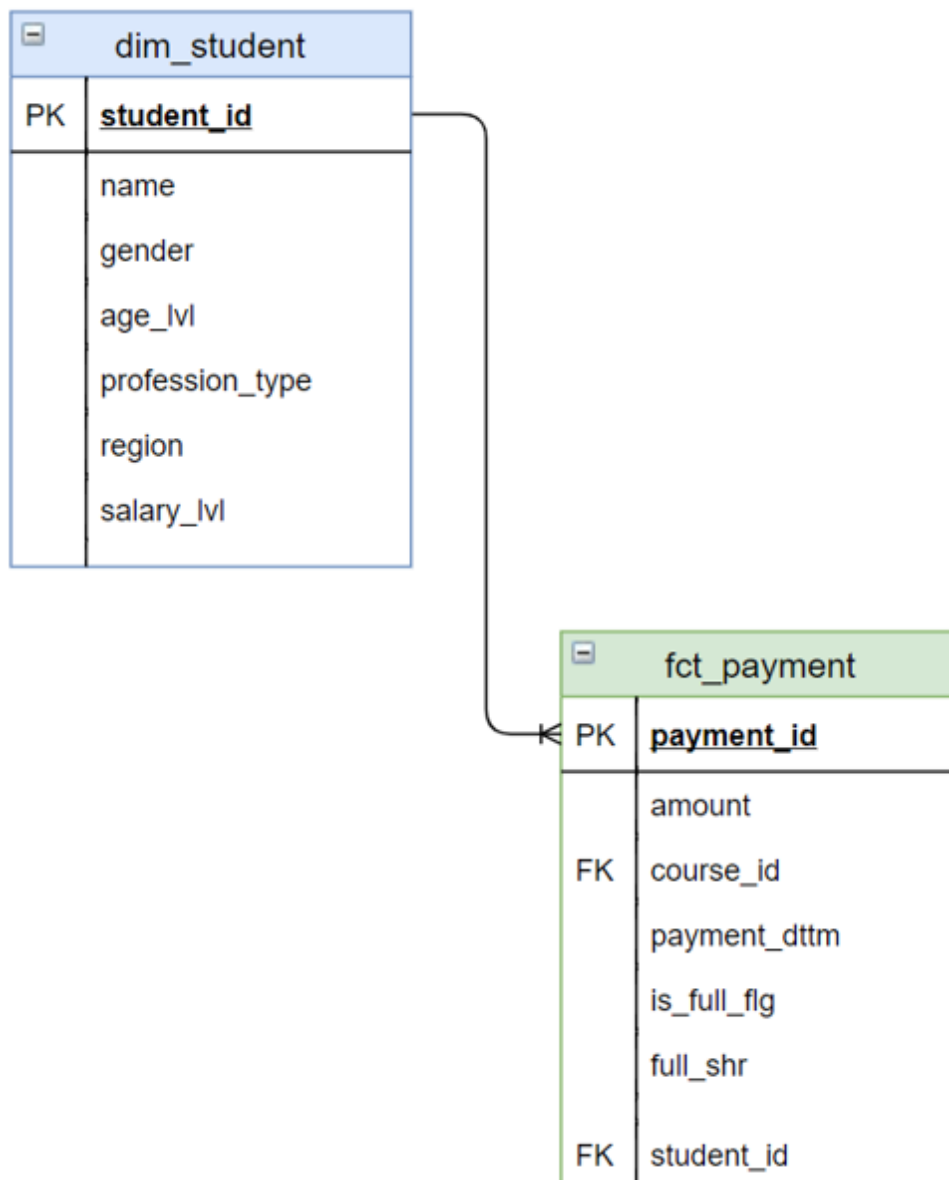 dim_student
PK student_id
name
gender
age_lvl
profession_type
region
salary_lvl
fct_payment
PK payment_id
amount
FK course_id
payment_dttm
is_full_flg
full_shr
FK student_id